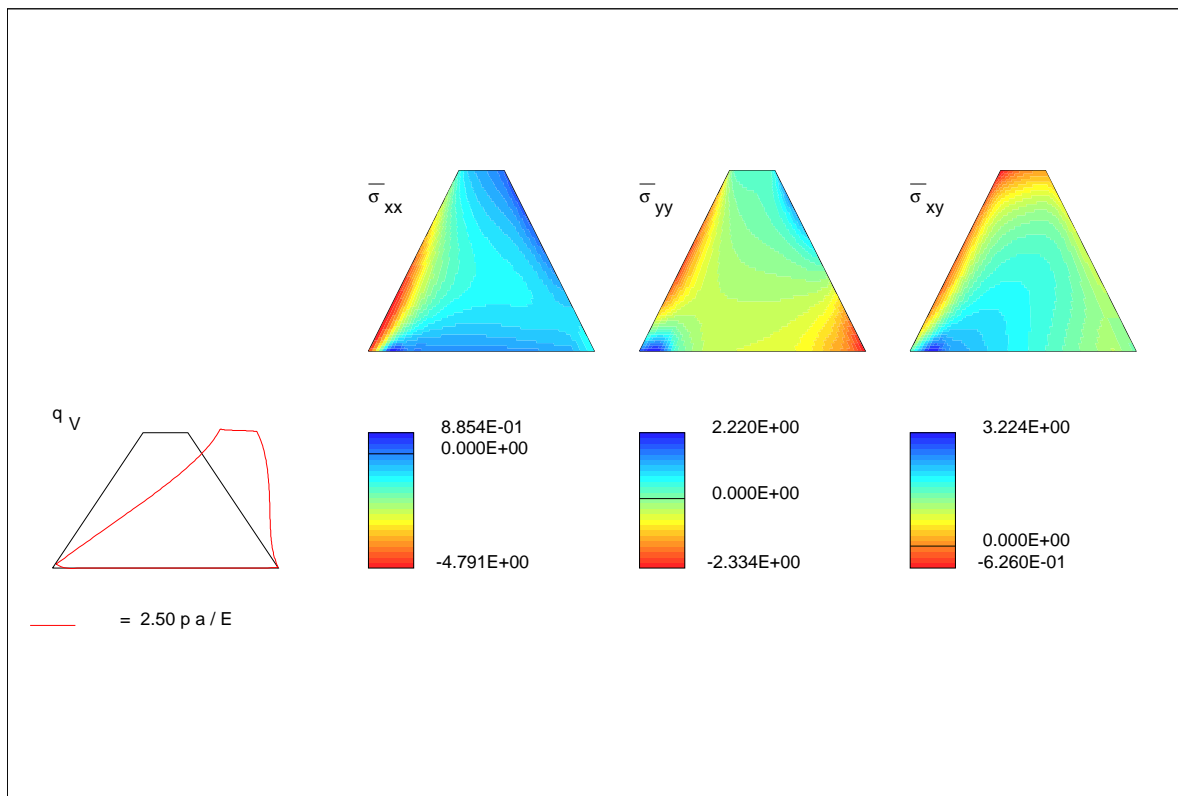 σ xx
σ yy
σ xy
q V
8.854E-01
0.000E+00
-4.791E+00
2.220E+00
0.000E+00
-2.334E+00
3.224E+00
0.000E+00
-6.260E-01
= 2.50 p a / E